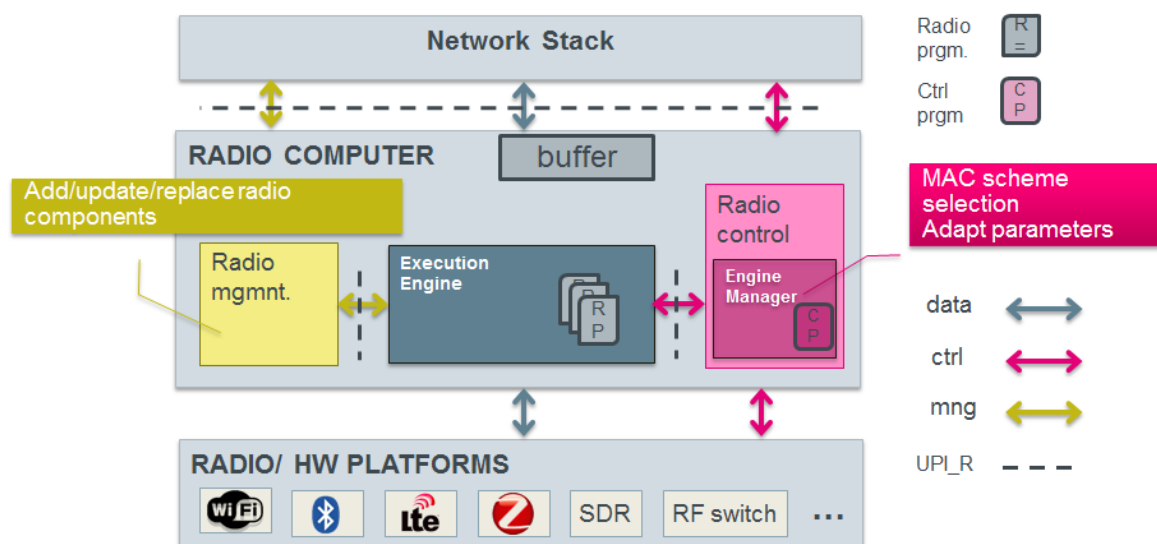 Network Stack
Radio
prgm.
R
=
Ctrl
prgm
C
P
RADIO COMPUTER
buffer
Add/update/replace radio
components
MAC scheme
selection
Adapt parameters
Radio
control
Radio
mgmnt.
Execution
Engine
R
R
R
P
Engine
Manager
C
P
data
ctrl
mng
UPI_R
RADIO/ HW PLATFORMS
WiFi
Lte
Z
SDR
RF switch
...